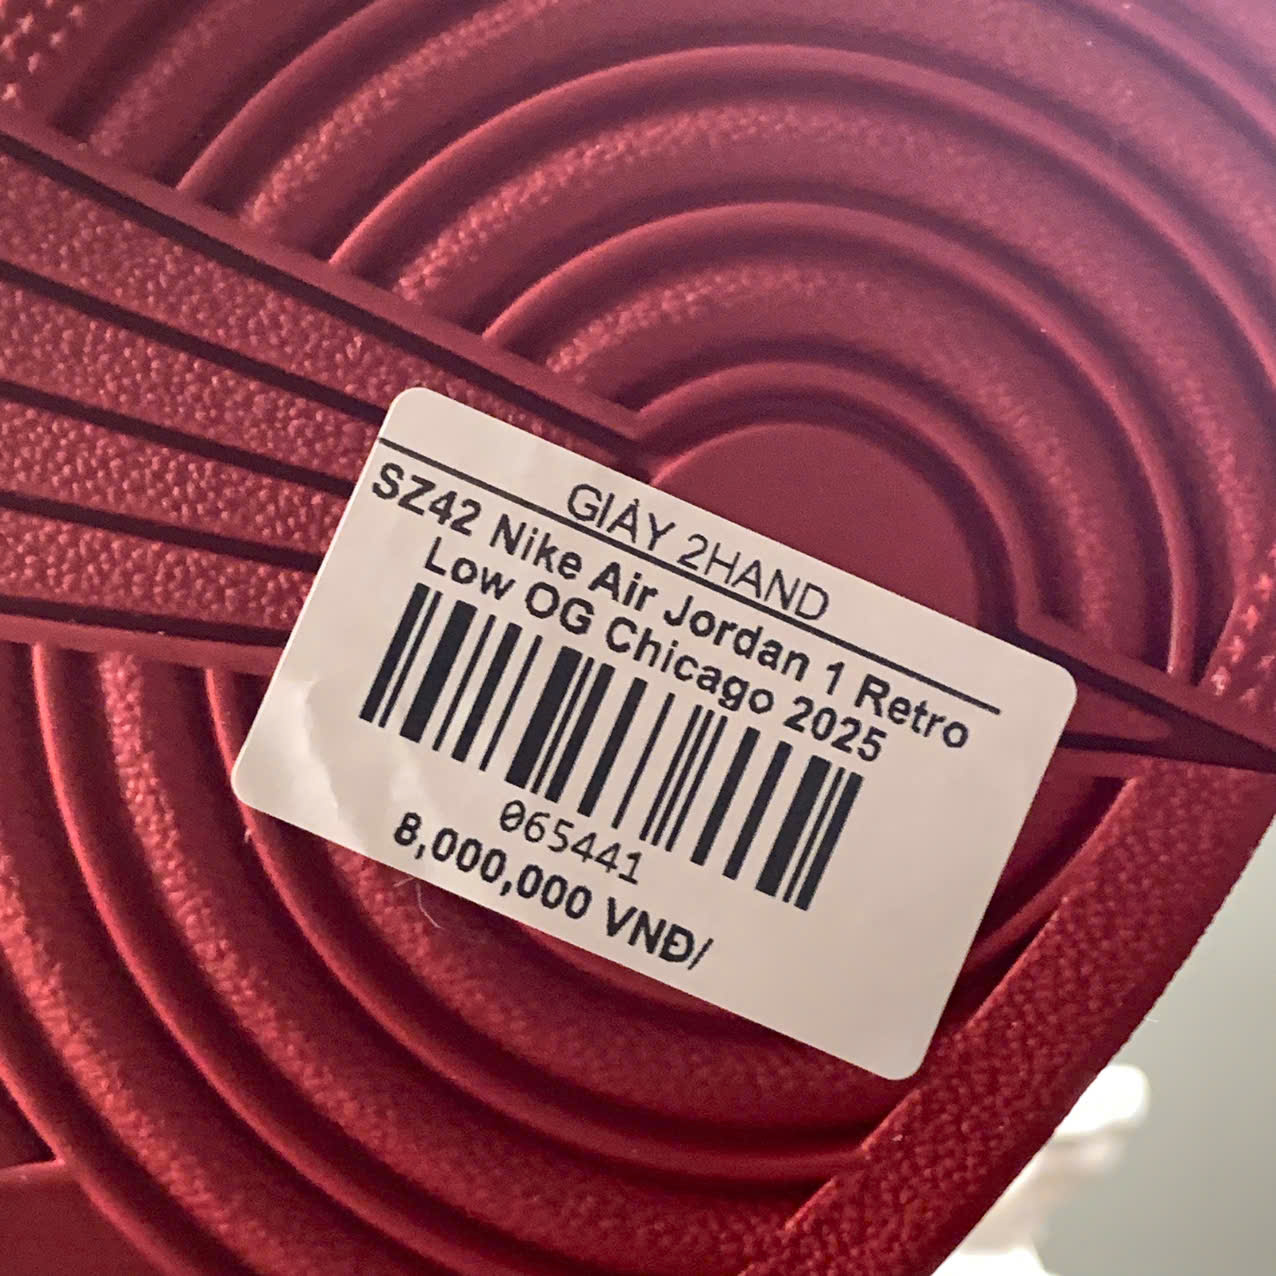 GIÀY 2HAND
SZ42 Nike Air Jordan 1 Retro
Low OG Chicago 2025
065441
8,000,000 VNĐ/